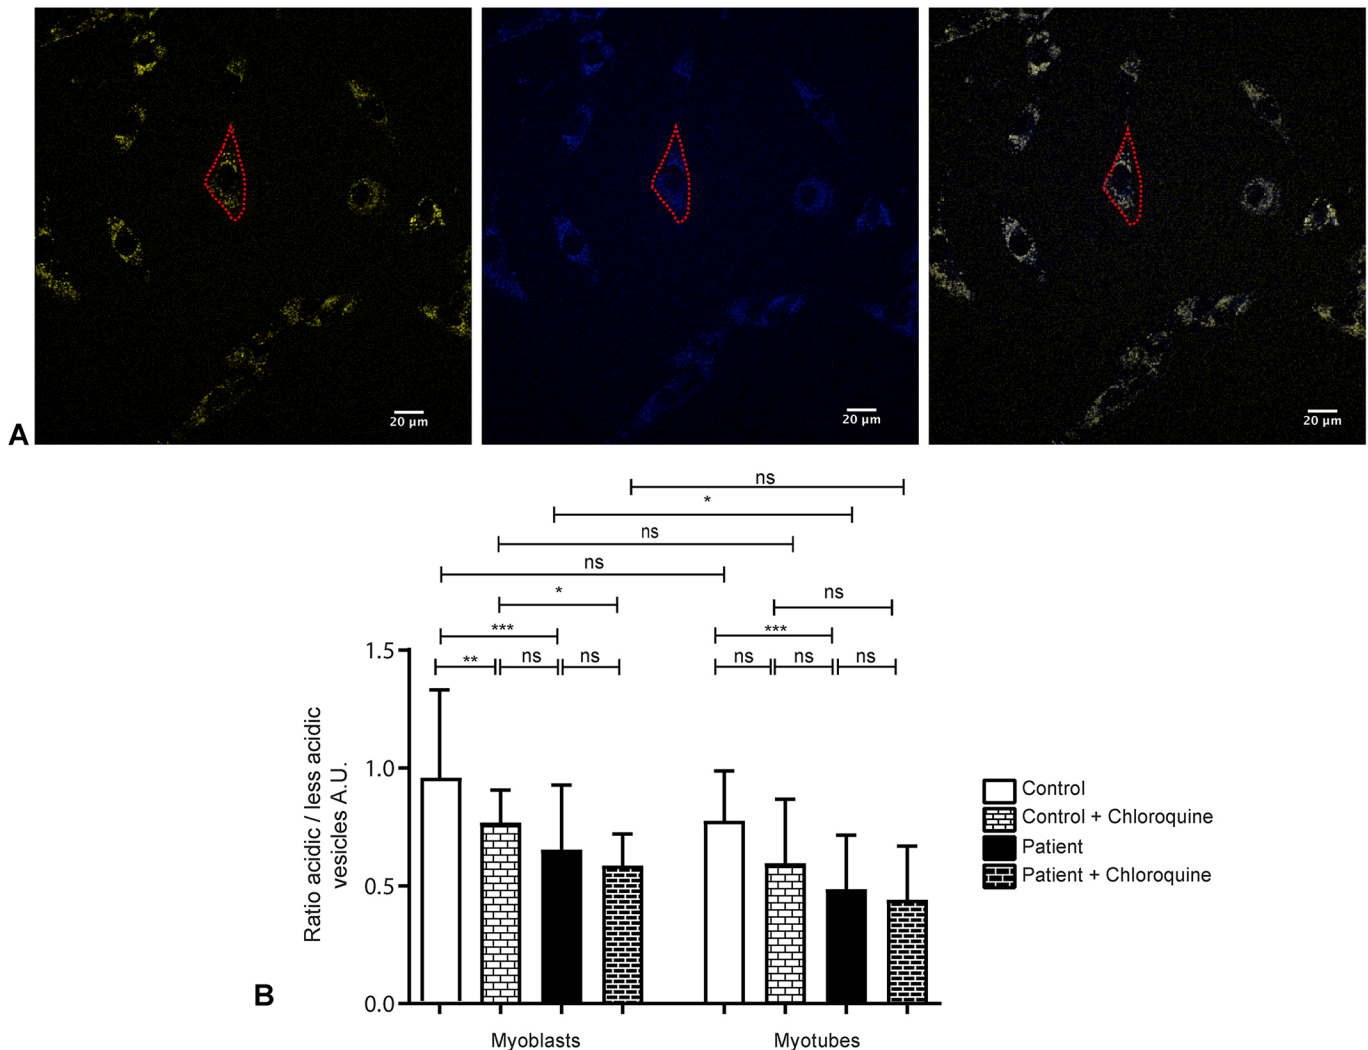 20 µm
20 µm
20 µm
A
ns
*
ns
ns
*
ns
***
***
**
ns
ns
ns
ns
ns
1.5
1.0
0.5
0.0
Ratio acidic / less acidic
vesicles A.U.
Control
Control + Chloroquine
Patient
Patient + Chloroquine
B
Myoblasts
Myotubes